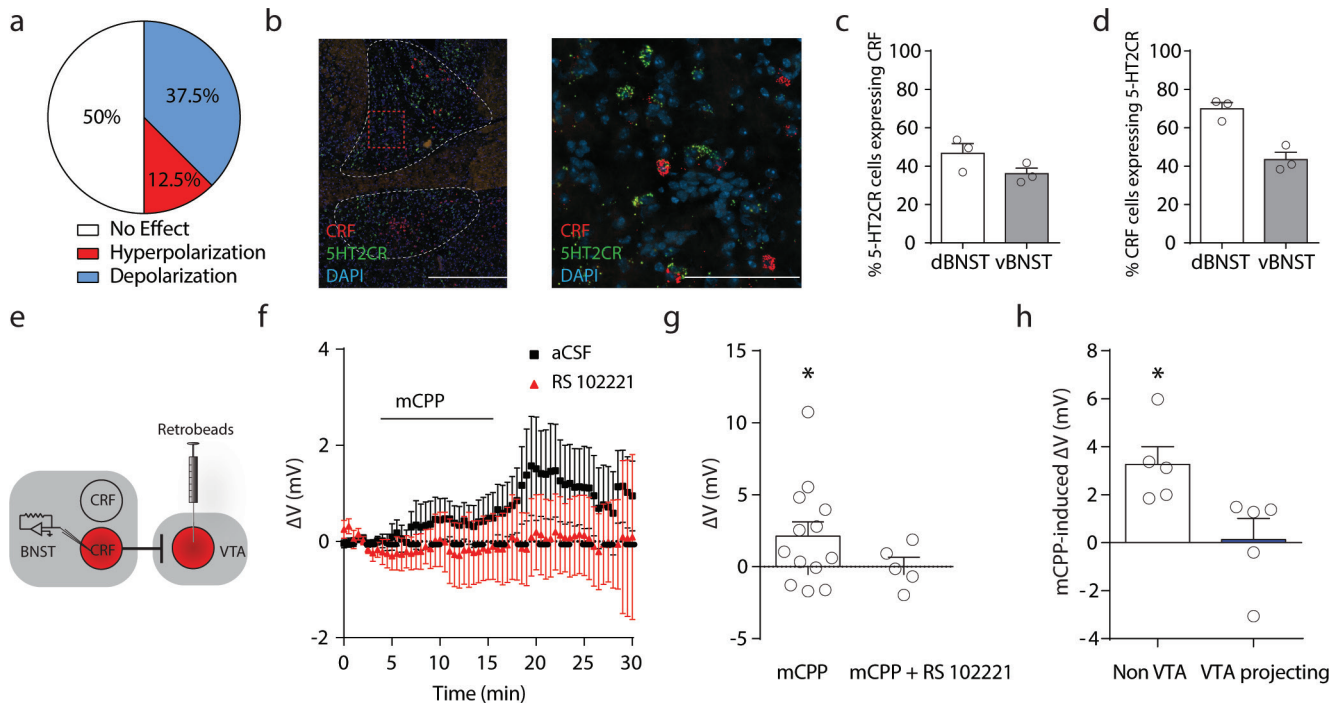 a
50%
37.5%
12.5%
No Effect
Hyperpolarization
Depolarization
b
CRF
5HT2CR
DAPI
CRF
5HT2CR
DAPI
c
% 5-HT2CR cells expressing CRF
100
80
60
40
20
0
dBNST vBNST
d
% CRF cells expressing 5-HT2CR
100
80
60
40
20
0
dBNST vBNST
e
Retrobeads
CRF
CRF
BNST
VTA
f
ΔV (mV)
4
2
0
-2
aCSF
RS 102221
mCPP
0 5 10 15 20 25 30
Time (min)
g
ΔV (mV)
15
10
5
0
-5
*
mCPP mCPP + RS 102221
h
mCPP-induced ΔV (mV)
8
6
4
2
0
-2
-4
*
Non VTA VTA projecting